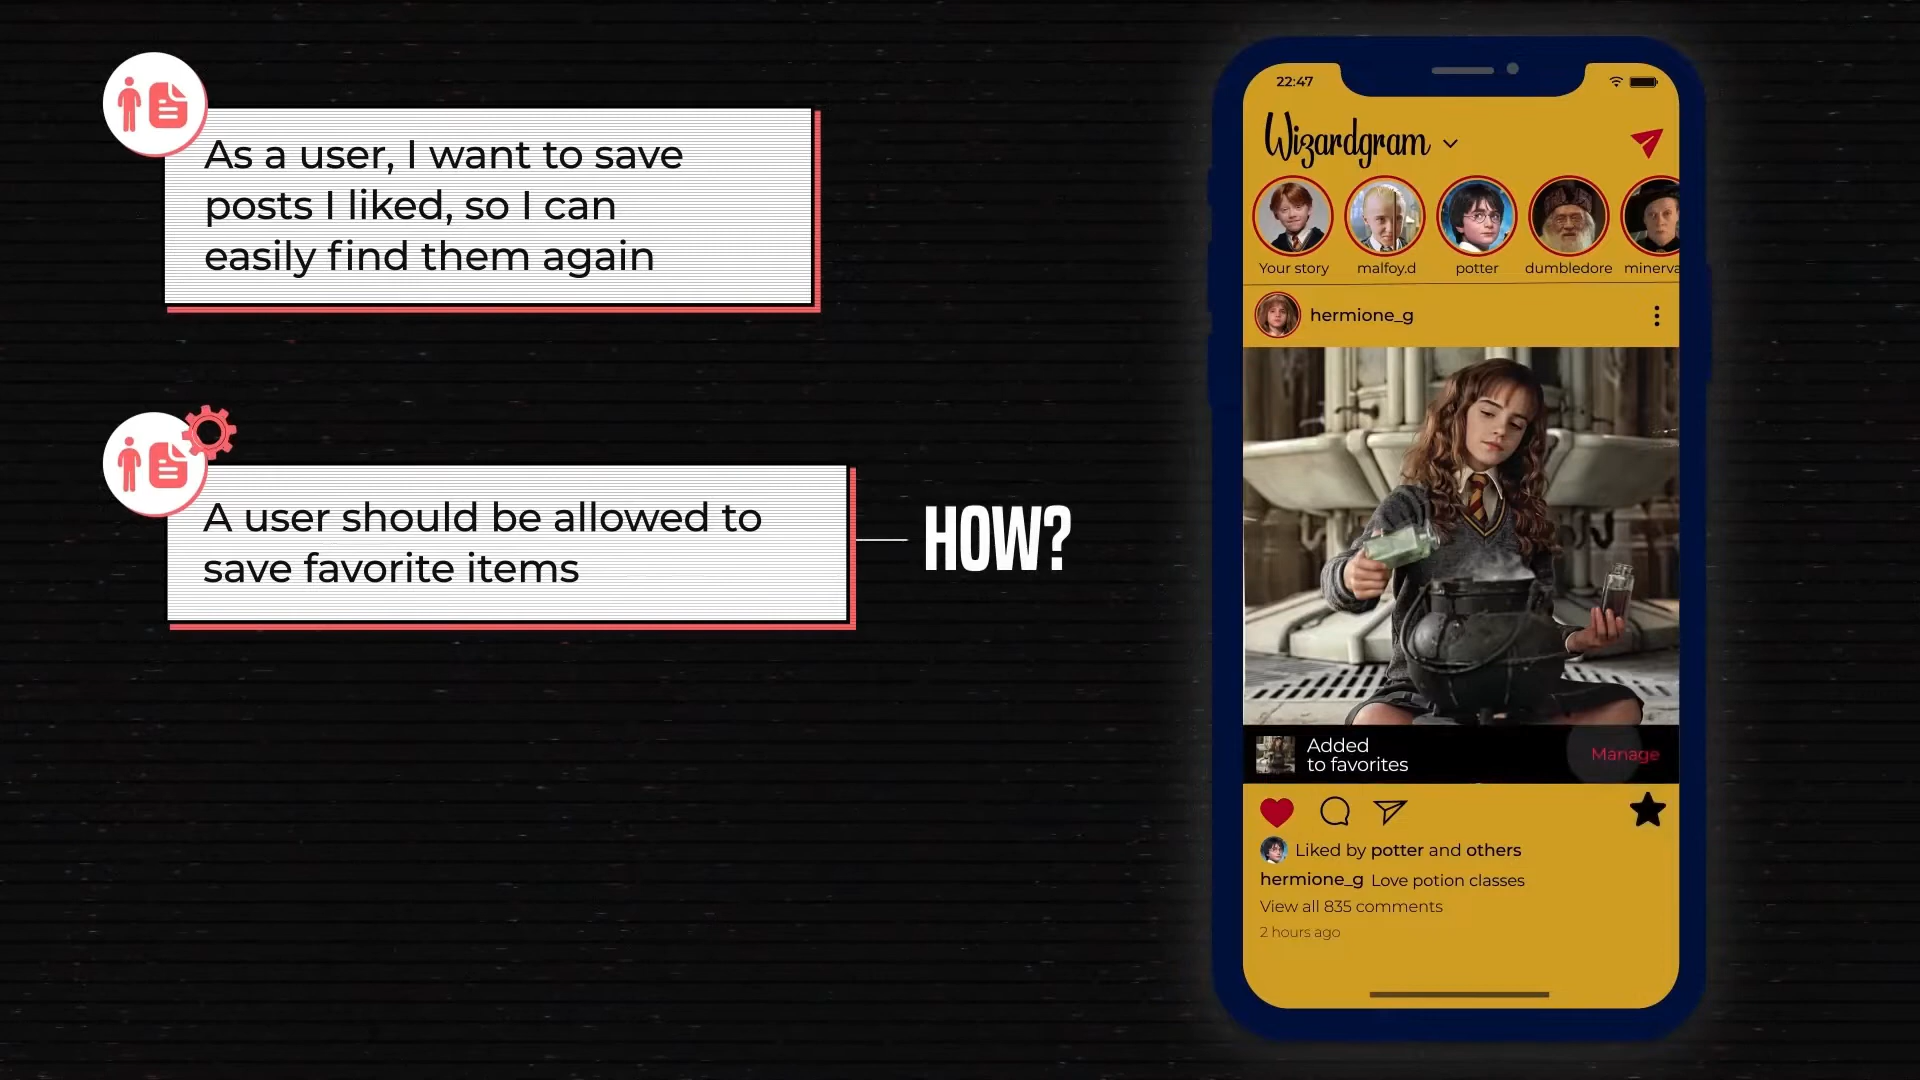 As a user, I want to save
posts I liked, so I can
easily find them again
A user should be allowed to
save favorite items
HOW?
22:47
Wizardgram
Your story malfoy.d potter dumbledore minerva
hermione_g
Added
to favorites
Manage
Liked by potter and others
hermione_g Love potion classes
View all 835 comments
2 hours ago